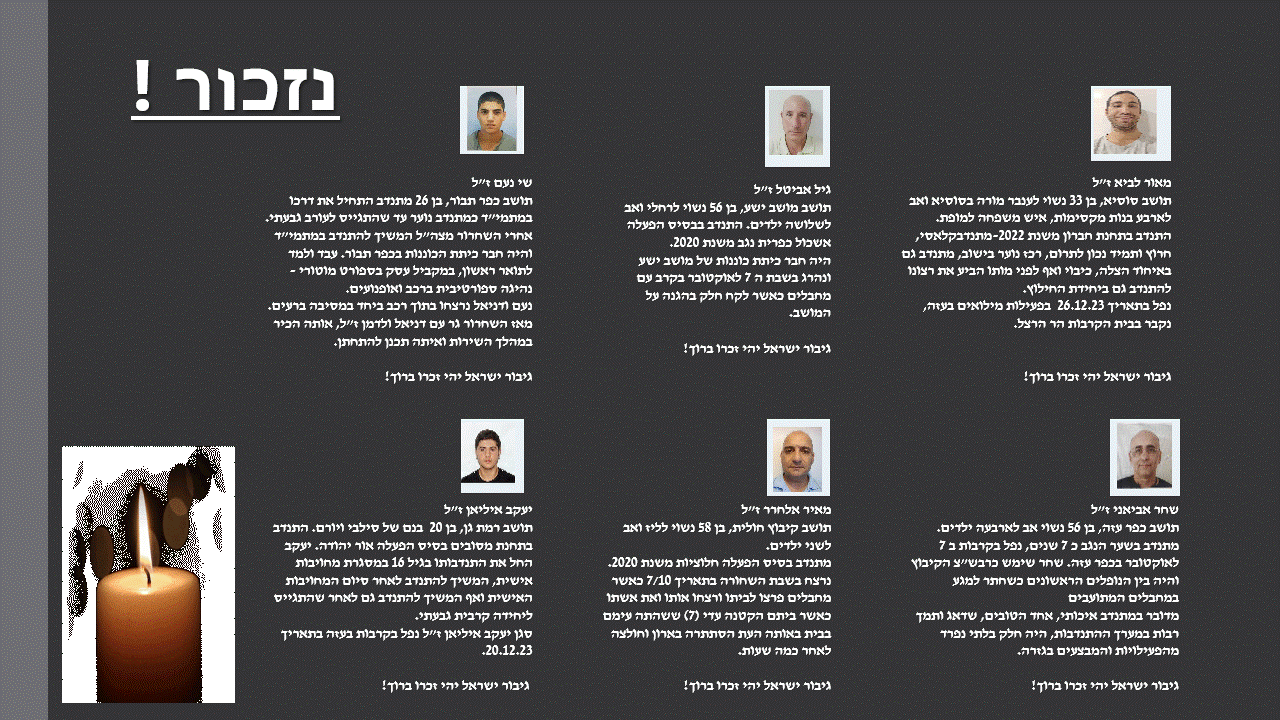 נזכור !
מאור לביא ז״ל
תושב סוסיא, בן 33 נשוי לענבר מורה בסוסיא ואב
לארבע בנות מקסימות, איש משפחה למופת.
התנדב בתחנת חברון משנת 2022-מתנדבקלאסי,
חרוץ ותמיד נכון לתרום, רכז נוער בישוב, מתנדב גם
באיחוד הצלה, כיבוי ואף לפני מותו הביע את רצונו
להתנדב גם ביחידת החילוץ.
נפל בתאריך 26.12.23 בפעילות מילואים בעזה,
נקבר בבית הקרבות הר הרצל.
גיבור ישראל יהי זכרו ברוך!
גיל אביטל ז״ל
תושב מושב ישע, בן 56 נשוי לרחלי ואב
לשלושה ילדים. התנדב בבסיס הפעלה
אשכול כפרית נגב משנת 2020.
היה חבר כיתת כוננות של מושב ישע
ונהרג בשבת ה 7 לאוקטובר בקרב עם
מחבלים כאשר לקח חלק בהגנה על
המושב.
גיבור ישראל יהי זכרו ברוך!
שי נעם ז״ל
תושב כפר תבור, בן 26 מתנדב התחיל את דרכו
במתמי״ד כמתנדב נוער עד שהתגייס לעורב גבעתי.
אחרי השחרור מצה״ל המשיך להתנדב במתמי״ד
והיה חבר כיתת הכוננות בכפר תבור. עבד ולמד
לתואר ראשון, במקביל עסק בספורט מוטורי -
נהיגה ספורטיבית ברכב ואופנועים.
נעם ודניאל נרצחו בתוך רכב ביחד במסיבה ברעים.
מאז השחרור גר עם דניאל ולדמן ז״ל, אותה הכיר
במהלך השירות ואיתה תכנן להתחתן.
גיבור ישראל יהי זכרו ברוך!
שחר אביאני ז״ל
תושב כפר עזה, בן 56 נשוי אב לארבעה ילדים.
מתנדב בשער הנגב כ 7 שנים, נפל בקרבות ב 7
לאוקטובר בכפר עזה. שחר שימש כרבש״צ הקיבוץ
והיה בין הנופלים הראשונים כשחתר למגע
במחבלים המתועבים
מדובר במתנדב איכותי, אחד הטובים, שדאג ותמך
רבות במערך ההתנדבות, היה חלק בלתי נפרד
מהפעילויות והמבצעים בגזרה.
גיבור ישראל יהי זכרו ברוך!
מאיר אלחרר ז״ל
תושב קיבוץ חולית, בן 58 נשוי לליז ואב
לשני ילדים.
מתנדב בסיס הפעלה חלוציות משנת 2020.
נרצח בשבת השחורה בתאריך 7/10 כאשר
מחבלים פרצו לביתו ורצחו אותו ואת אשתו
כאשר ביתם הקטנה עדי (7) ששהתה עימם
בבית באותה העת הסתתרה בארון וחולצה
לאחר כמה שעות.
גיבור ישראל יהי זכרו ברוך!
יעקב איליאן ז״ל
תושב רמת גן, בן 20 בנם של סילבי ויורם. התנדב
בתחנת מסובים בסיס הפעלה אור יהודה. יעקב
החל את התנדבותו בגיל 16 במסגרת מחויבות
אישית, המשיך להתנדב לאחר סיום המחויבות
האישית ואף המשיך להתנדב גם לאחר שהתגייס
ליחידה קרבית גבעתי.
סגן יעקב איליאן ז״ל נפל בקרבות בעזה בתאריך
20.12.23.
גיבור ישראל יהי זכרו ברוך!